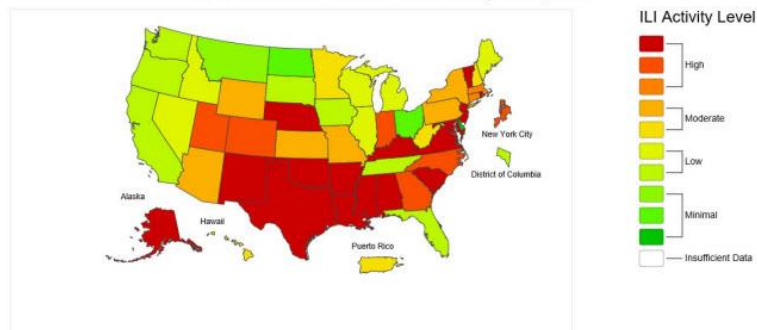 ILI Activity Level
High
Moderate
Low
Minimal
Insufficient Data
New York City
District of Columbia
Alaska
Hawaii
Puerto Rico